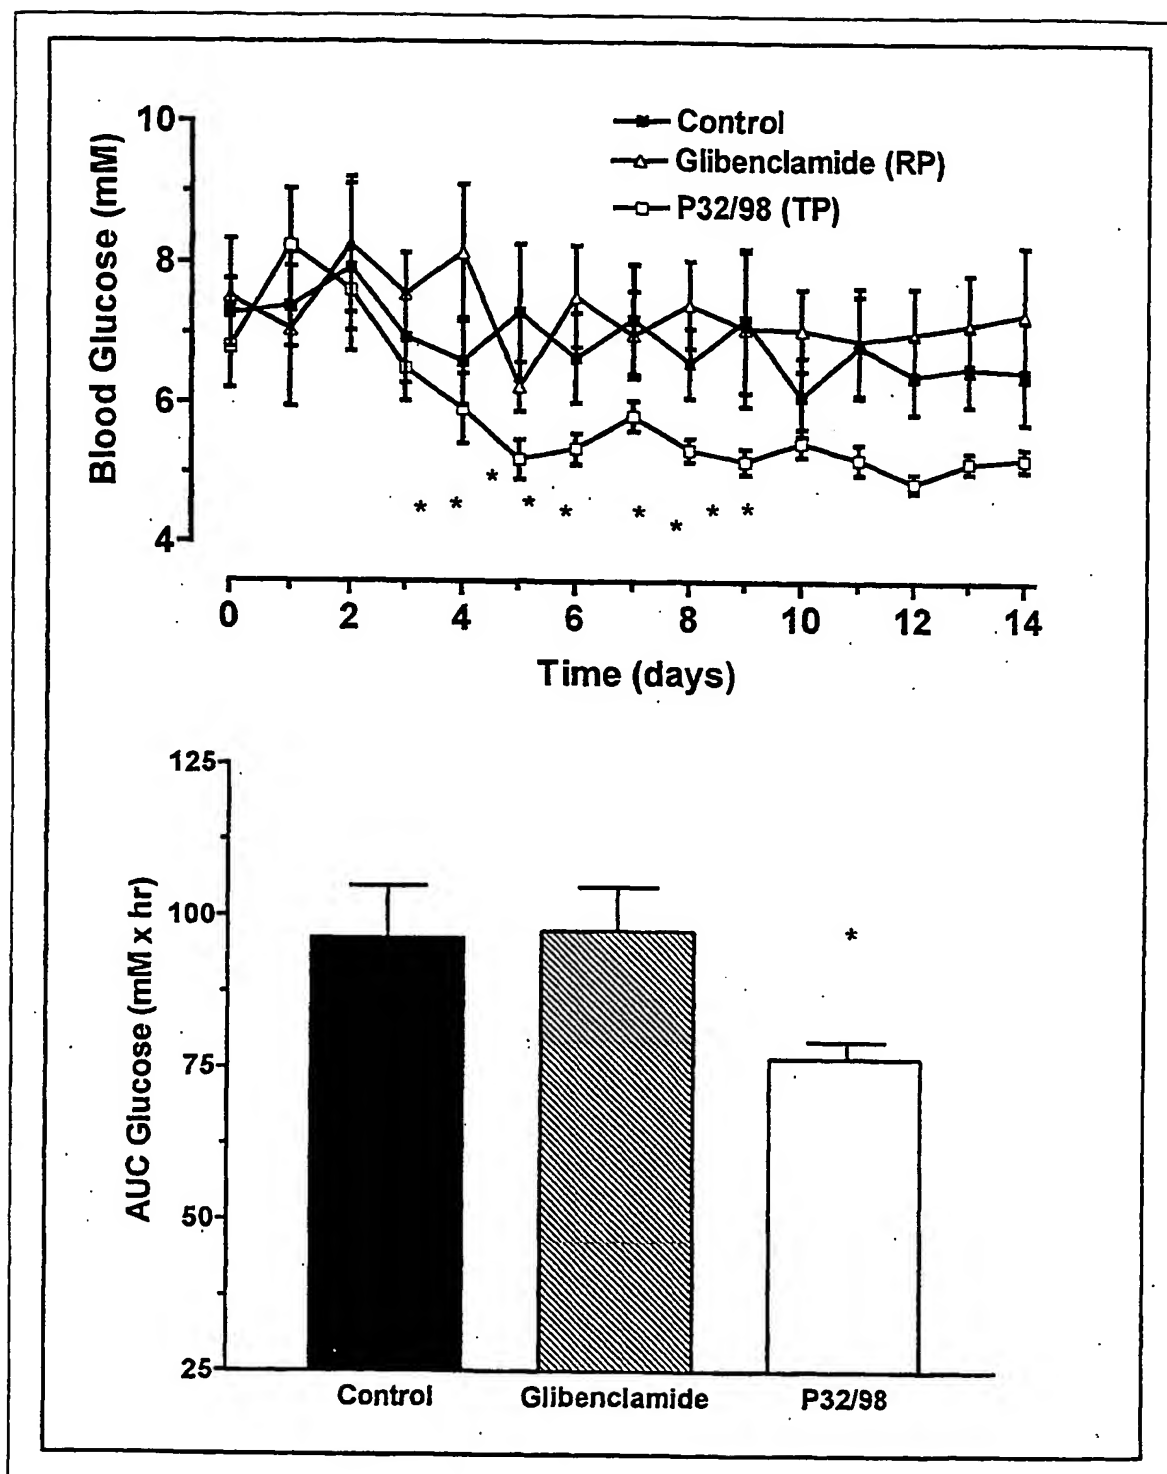 10
8
6
4
Blood Glucose (mM)
Control
Glibenclamide (RP)
P32/98 (TP)
* * * * * * * * *
0 2 4 6 8 10 12 14
Time (days)
125
100
75
50
25
AUC Glucose (mM x hr)
*
Control Glibenclamide P32/98